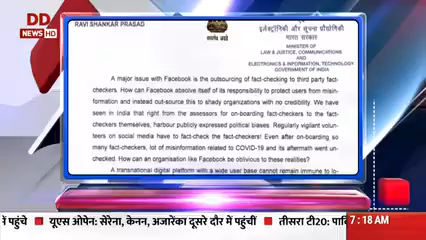 DD
NEWS HD
RAVI SHANKAR PRASAD
इलेक्ट्रॉनिकी और सूचना प्रौद्योगिकी
भारत सरकार
MINISTER OF
LAW & JUSTICE, COMMUNICATIONS
AND
ELECTRONICS & INFORMATION, TECHNOLOGY
GOVERNMENT OF INDIA
A major issue with Facebook is the outsourcing of fact-checking to third party fact-
checkers. How can Facebook absolve itself of its responsibility to protect users from misin-
formation and instead out-source this to shady organizations with no credibility. We have
seen in India that right from the assessors for on-boarding fact-checkers to the fact-
checkers themselves, harbour publicly expressed political biases. Regularly vigilant volun-
teers on social media have to fact-check the fact-checkers! Even after on-boarding so
many fact-checkers, lot of misinformation related to COVID-19 and its aftermath went un-
checked. How can an organisation like Facebook be oblivious to these realities?
A transnational digital platform with a wide user base cannot remain immune to lo-
में पहुंचे यूएस ओपन: सेरेना, केनन, अजारेंका दूसरे दौर में पहुंचीं तीसरा टी20:
7:18 AM